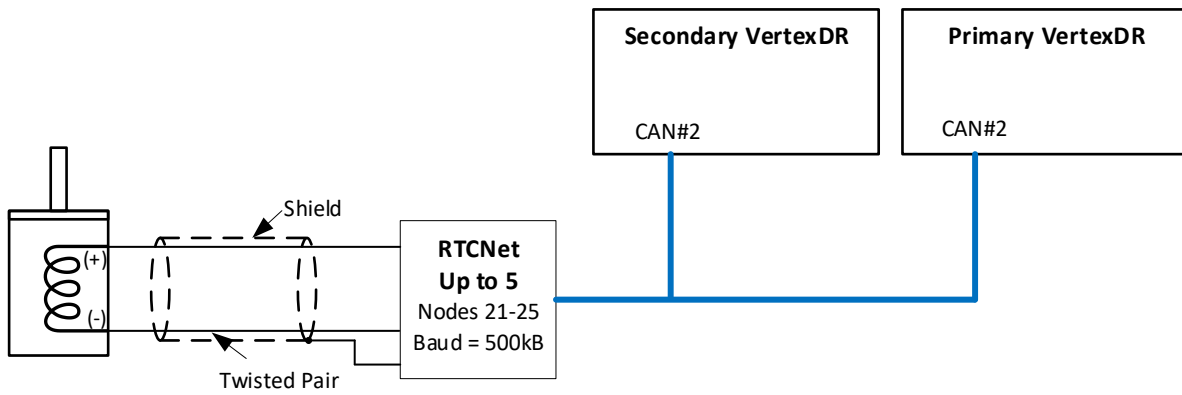 Secondary VertexDR
CAN#2
Primary VertexDR
CAN#2
Shield
(+)
(-)
Twisted Pair
RTCNet
Up to 5
Nodes 21-25
Baud = 500kB